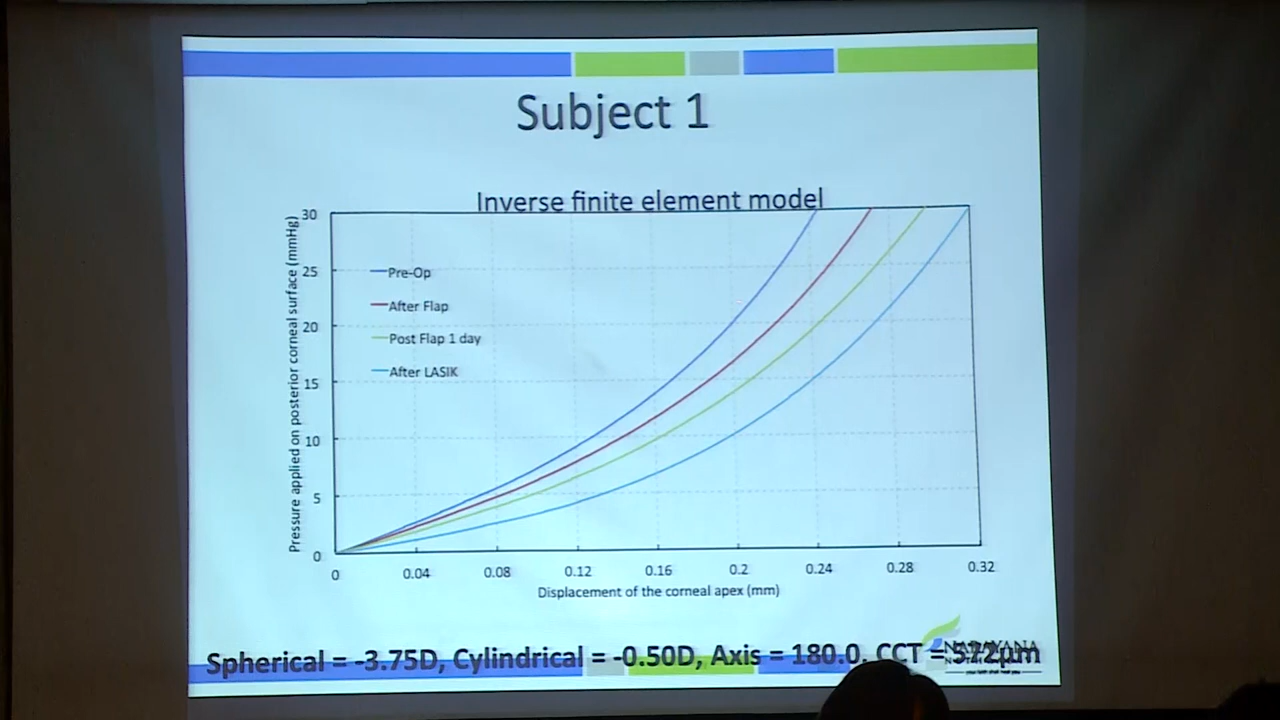 Subject 1
Inverse finite element model
Pressure applied on posterior corneal surface (mmHg)
30
25
20
15
10
5
0
Pre-Op
After Flap
Post Flap 1 day
After LASIK
0 0.04 0.08 0.12 0.16 0.2 0.24 0.28 0.32
Displacement of the corneal apex (mm)
Spherical = -3.75D, Cylindrical = -0.50D, Axis = 180.0, CCT =
NARAYANA